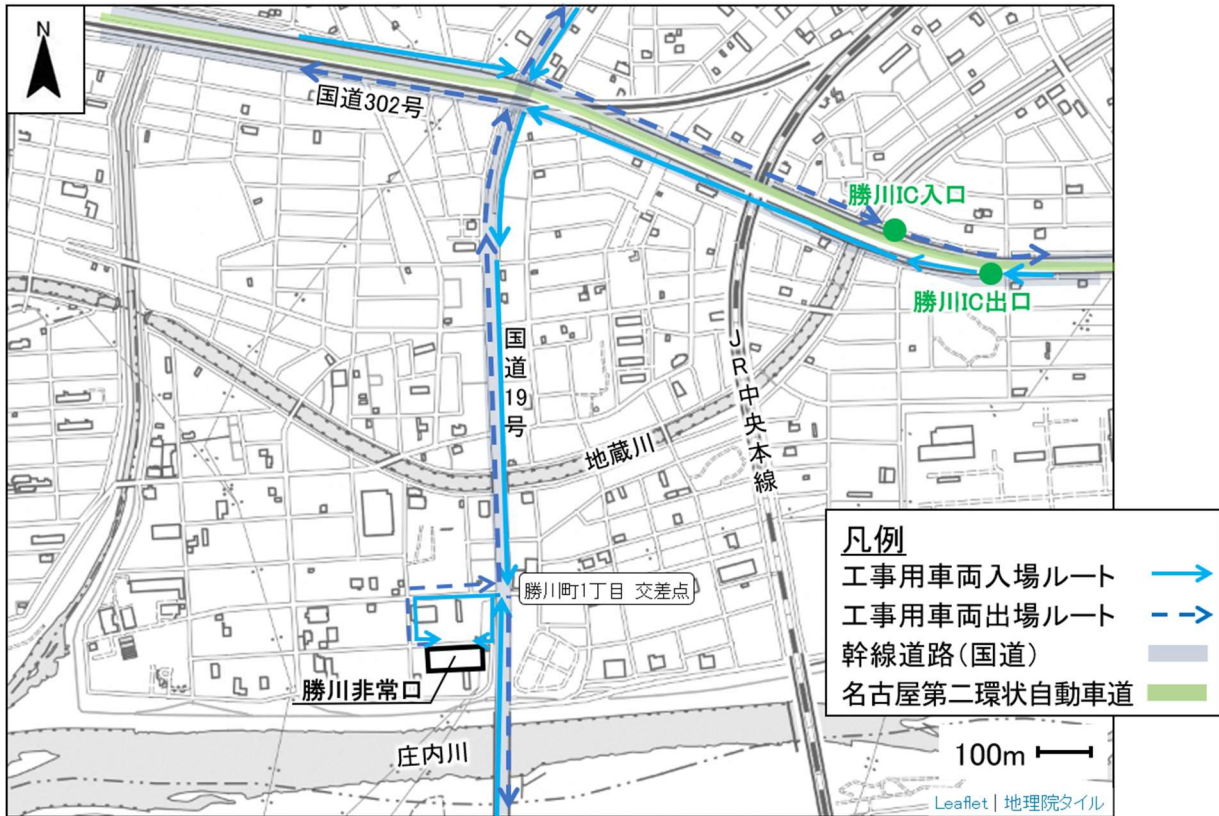 N
国道302号
勝川IC入口
勝川IC出口
国道19号
JR中央本線
地蔵川
勝川町1丁目 交差点
勝川非常口
庄内川
凡例
工事用車両入場ルート
工事用車両出場ルート
幹線道路(国道)
名古屋第二環状自動車道
100m
Leaflet | 地理院タイル